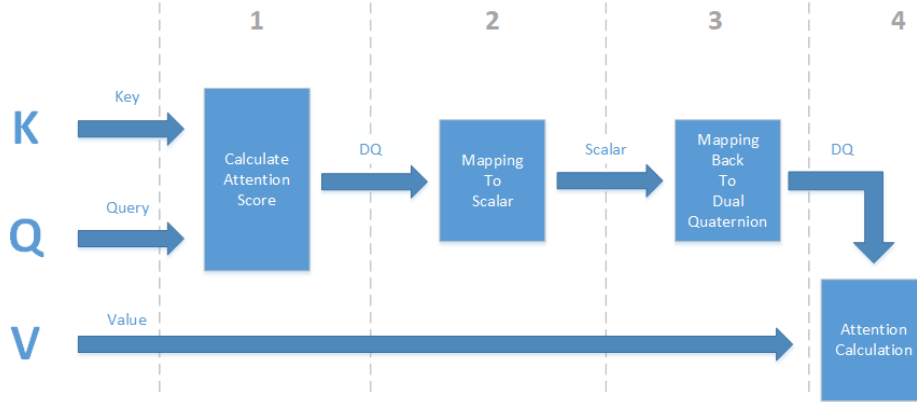 1
2
3
4
K
Key
Calculate
Attention
Score
DQ
Mapping
To
Scalar
Scalar
Mapping
Back
To
Dual
Quaternion
DQ
Q
Query
V
Value
Attention
Calculation